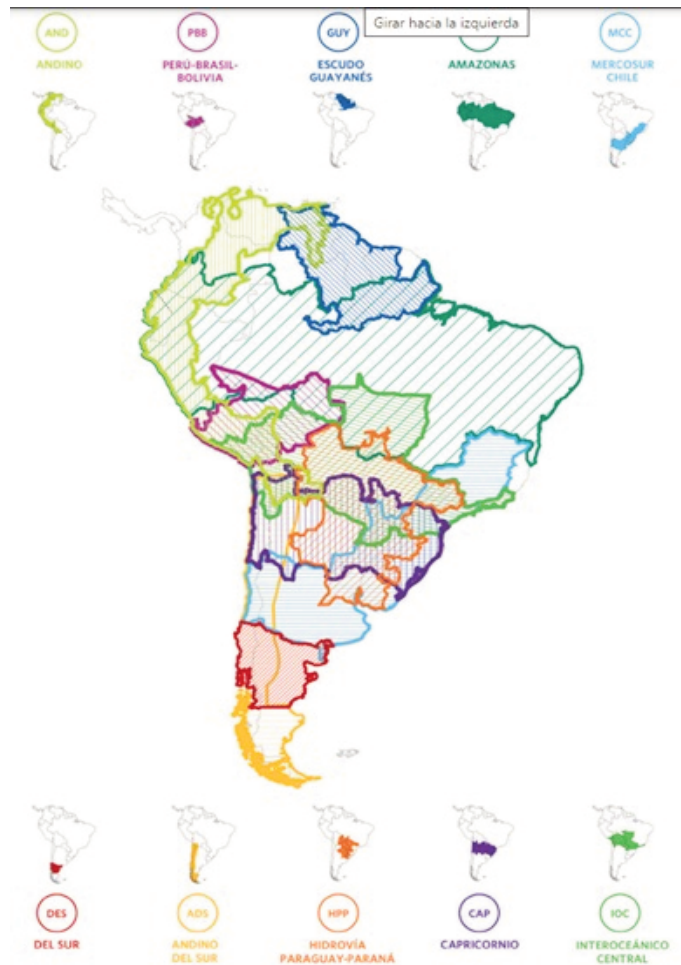 Girar hacia la izquierda
AND
PBB
GUY
MCC
ANDINO
PERÚ-BRASIL-
BOLIVIA
ESCUDO
GUAYANÉS
AMAZONAS
MERCOSUR
CHILE
DES
ADS
HPP
CAP
IOC
DEL SUR
ANDINO
DEL SUR
HIDROVÍA
PARAGUAY-PARANÁ
CAPRICORNIO
INTEROCEÁNICO
CENTRAL